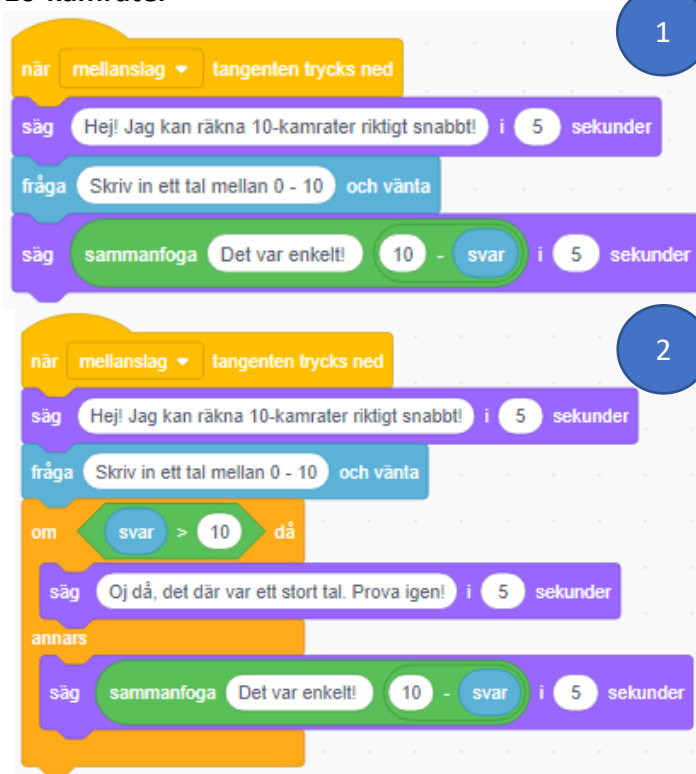 1
när mellanslag tangenten trycks ned
säg Hej! Jag kan räkna 10-kamrater riktigt snabbt! i 5 sekunder
fråga Skriv in ett tal mellan 0 - 10 och vänta
säg sammanfoga Det var enkelt! 10 - svar i 5 sekunder
2
när mellanslag tangenten trycks ned
säg Hej! Jag kan räkna 10-kamrater riktigt snabbt! i 5 sekunder
fråga Skriv in ett tal mellan 0 - 10 och vänta
om svar > 10 då
säg Oj då, det där var ett stort tal. Prova igen! i 5 sekunder
annars
säg sammanfoga Det var enkelt! 10 - svar i 5 sekunder